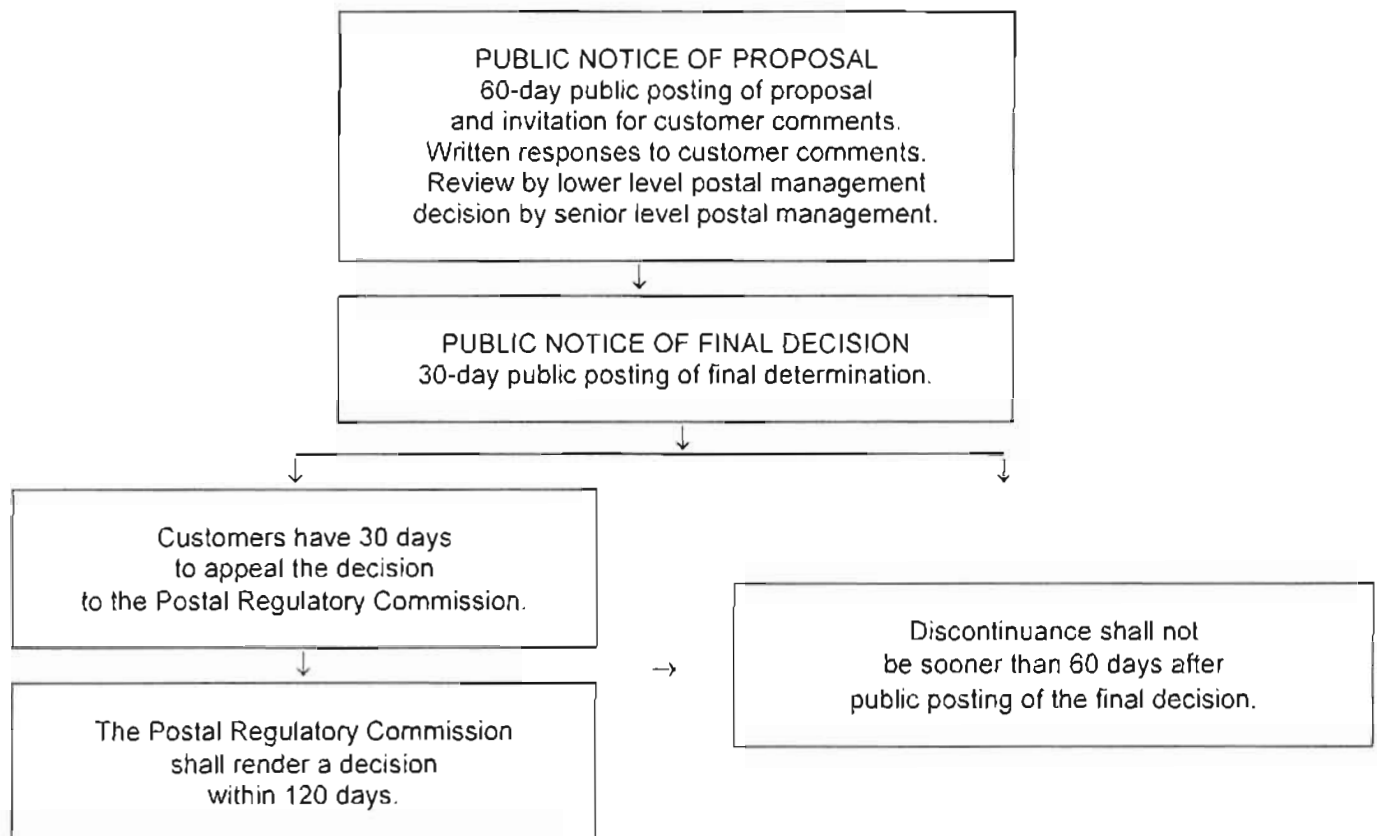 PUBLIC NOTICE OF PROPOSAL
60-day public posting of proposal
and invitation for customer comments.
Written responses to customer comments.
Review by lower level postal management
decision by senior level postal management.
PUBLIC NOTICE OF FINAL DECISION
30-day public posting of final determination.
Customers have 30 days
to appeal the decision
to the Postal Regulatory Commission.
The Postal Regulatory Commission
shall render a decision
within 120 days.
Discontinuance shall not
be sooner than 60 days after
public posting of the final decision.